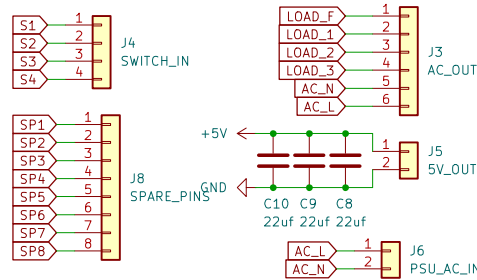 S1 1
S2 2
S3 3
S4 4
J4
SWITCH_IN
LOAD_F 1
LOAD_1 2
LOAD_2 3
LOAD_3 4
AC_N 5
AC_L 6
J3
AC_OUT
SP1 1
SP2 2
SP3 3
SP4 4
SP5 5
SP6 6
SP7 7
SP8 8
J8
SPARE_PINS
+5V
GND
C10 C9 C8
22uf 22uf 22uf
1
2
J5
5V_OUT
AC_L 1
AC_N 2
J6
PSU_AC_IN